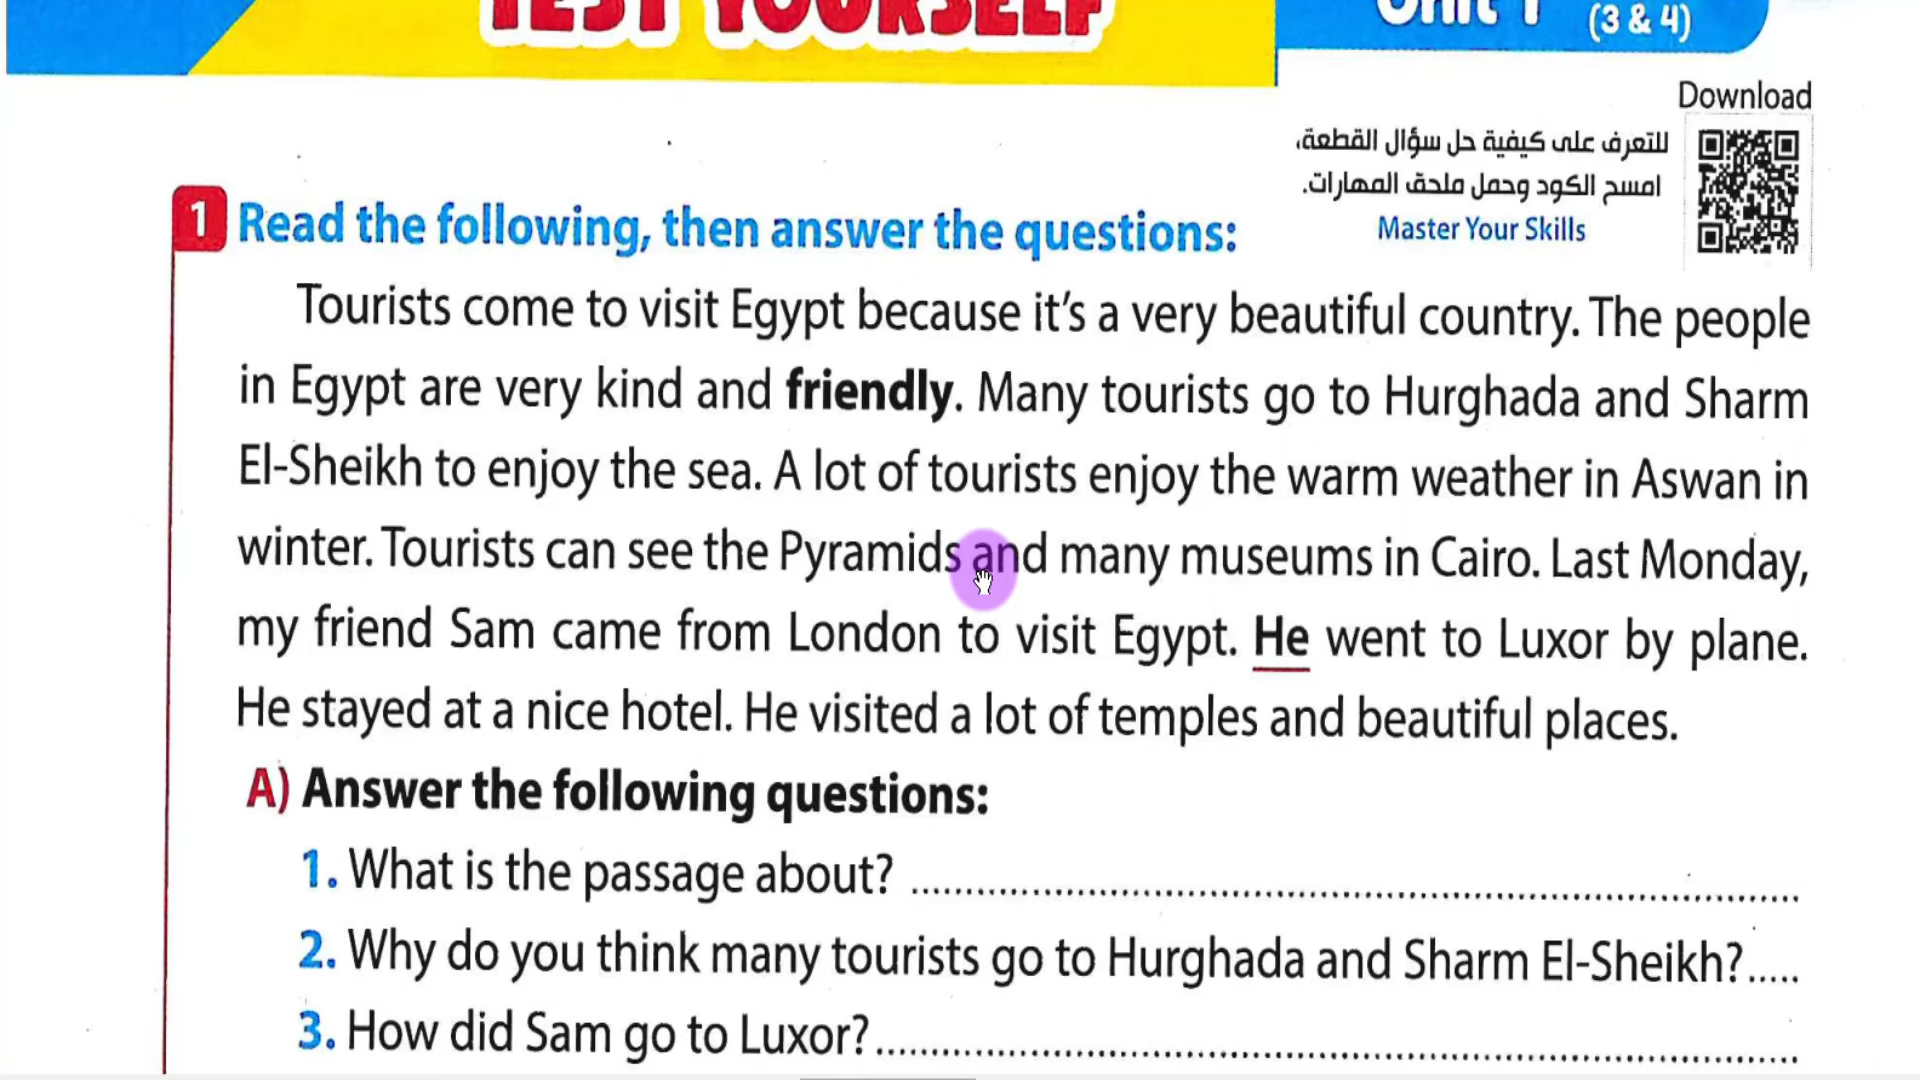 TEST YOURSELF
Unit 1
(3 & 4)
Download
للتعرف على كيفية حل سؤال القطعة،
امسح الكود وحمل ملحق المهارات.
Master Your Skills
1 Read the following, then answer the questions:
Tourists come to visit Egypt because it's a very beautiful country. The people
in Egypt are very kind and friendly. Many tourists go to Hurghada and Sharm
El-Sheikh to enjoy the sea. A lot of tourists enjoy the warm weather in Aswan in
winter. Tourists can see the Pyramids and many museums in Cairo. Last Monday,
my friend Sam came from London to visit Egypt. He went to Luxor by plane.
He stayed at a nice hotel. He visited a lot of temples and beautiful places.
A) Answer the following questions:
1. What is the passage about? ........................................
2. Why do you think many tourists go to Hurghada and Sharm El-Sheikh?.....
3. How did Sam go to Luxor?........................................